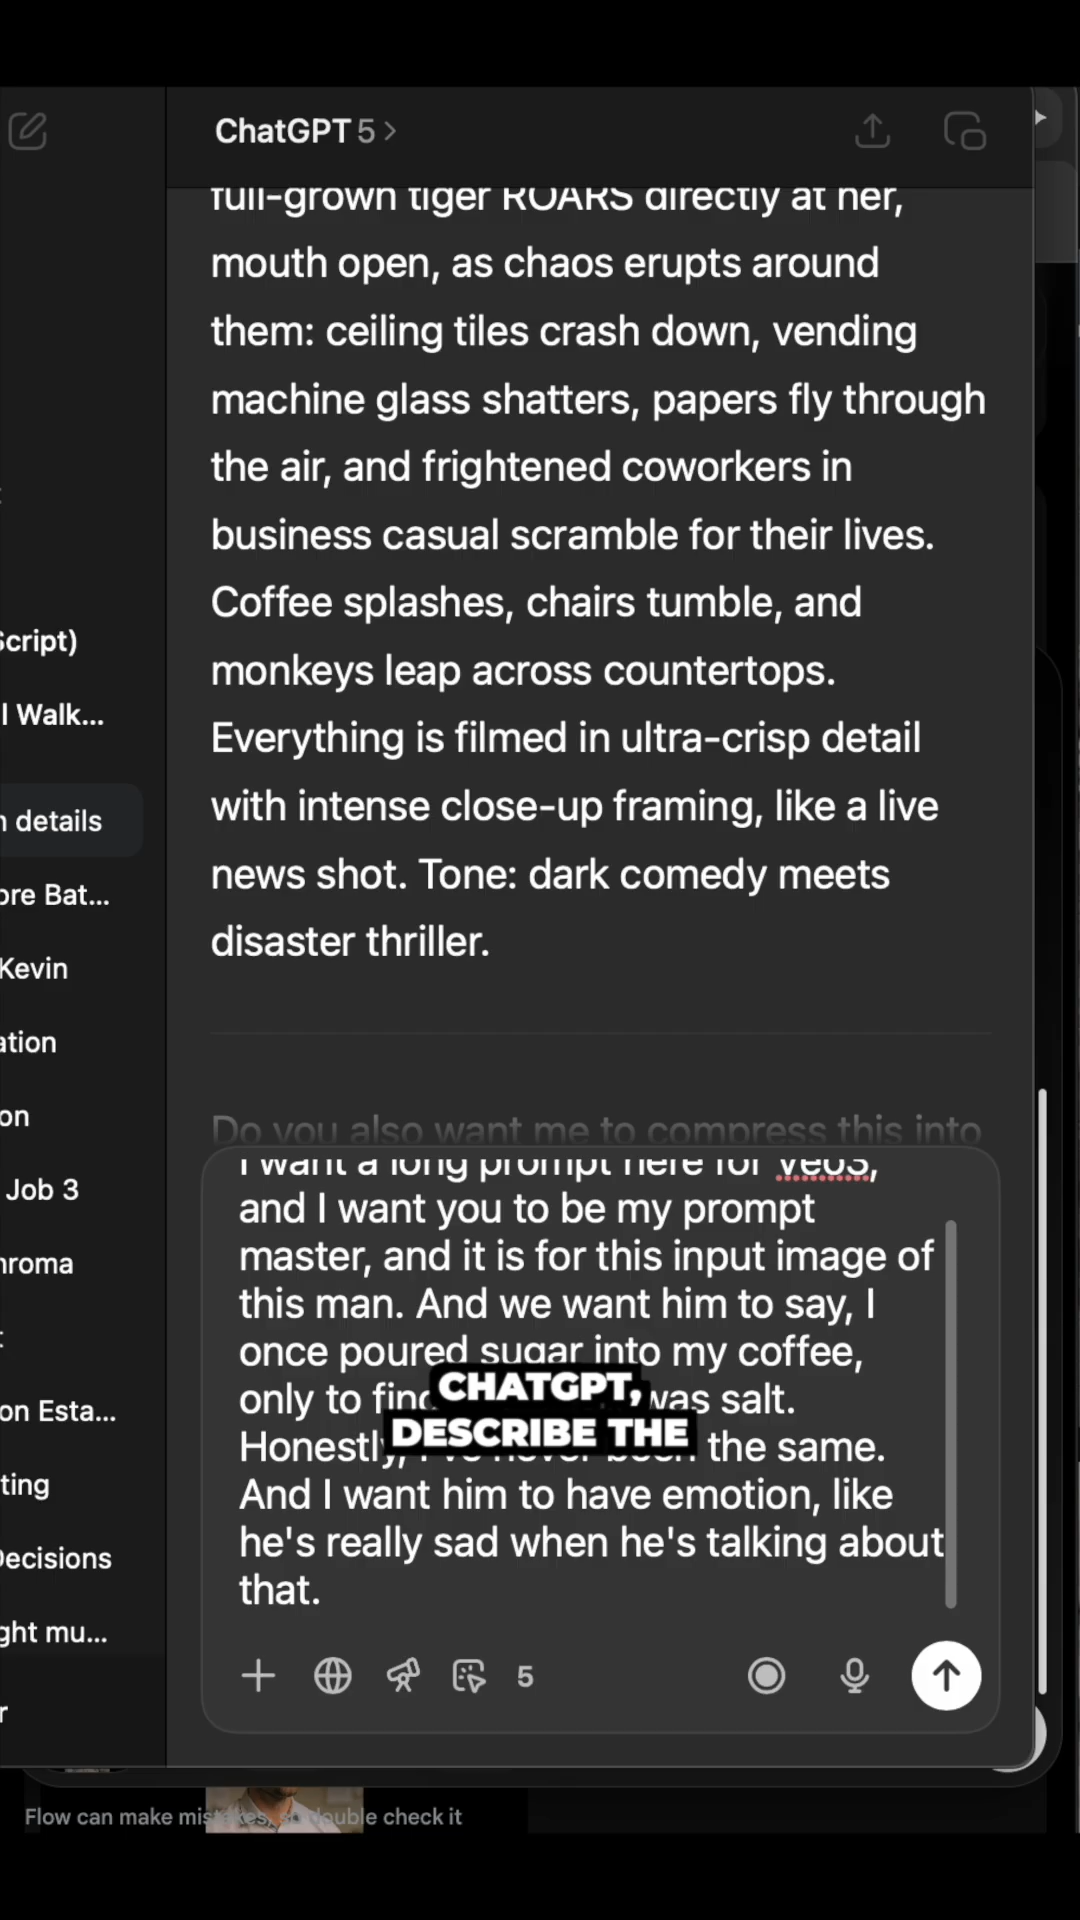 ChatGPT 5 >
full-grown tiger ROARS directly at her,
mouth open, as chaos erupts around
them: ceiling tiles crash down, vending
machine glass shatters, papers fly through
the air, and frightened coworkers in
business casual scramble for their lives.
Coffee splashes, chairs tumble, and
monkeys leap across countertops.
Everything is filmed in ultra-crisp detail
with intense close-up framing, like a live
news shot. Tone: dark comedy meets
disaster thriller.
Do you also want me to compress this into
Script)
l Walk...
n details
ore Bat...
Kevin
ation
on
Job 3
hroma
on Esta...
ting
Decisions
ght mu...
r
I want a long prompt here for Veo3,
and I want you to be my prompt
master, and it is for this input image of
this man. And we want him to say, I
once poured sugar into my coffee,
only to find was salt.
Honestly, I've never been the same.
And I want him to have emotion, like
he's really sad when he's talking about
that.
CHATGPT,
DESCRIBE THE
5
Flow can make mistakes, so double check it